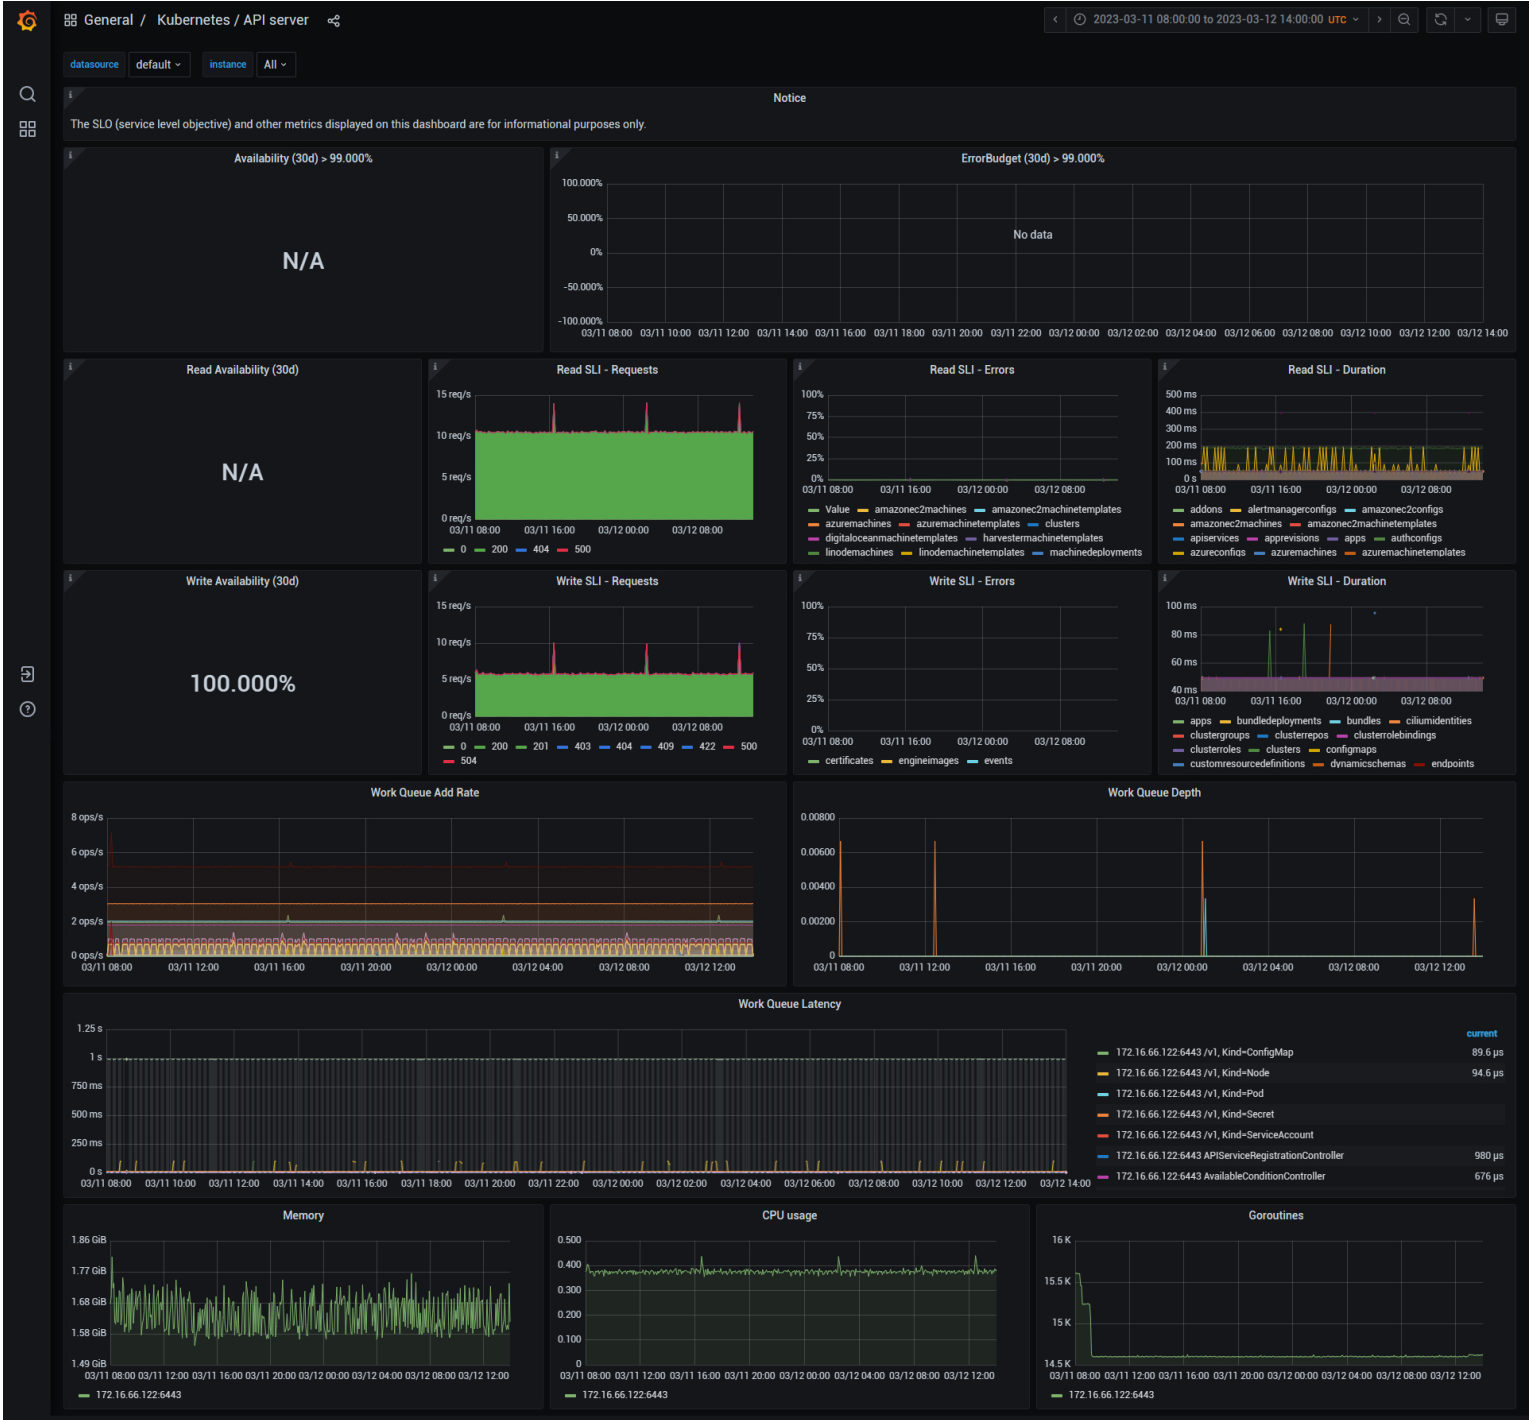 General / Kubernetes / API server
2023-03-11 08:00:00 to 2023-03-12 14:00:00 UTC
datasource default instance All
Notice
The SLO (service level objective) and other metrics displayed on this dashboard are for informational purposes only.
Availability (30d) > 99.000%
N/A
ErrorBudget (30d) > 99.000%
100.000%
50.000%
0%
-50.000%
-100.000%
No data
03/11 08:00 03/11 10:00 03/11 12:00 03/11 14:00 03/11 16:00 03/11 18:00 03/11 20:00 03/11 22:00 03/12 00:00 03/12 02:00 03/12 04:00 03/12 06:00 03/12 08:00 03/12 10:00 03/12 12:00 03/12 14:00
Read Availability (30d)
N/A
Read SLI - Requests
15 req/s
10 req/s
5 req/s
0 req/s
03/11 08:00 03/11 16:00 03/12 00:00 03/12 08:00
0 200 404 500
Read SLI - Errors
100%
75%
50%
25%
0%
03/11 08:00 03/11 16:00 03/12 00:00 03/12 08:00
Value amazonec2machines amazonec2machinetemplates
azuremachines azuremachinetemplates clusters
digitaloceanmachinetemplates harvestermachinetemplates
linodemachines linodemachinetemplates machinedeployments
Read SLI - Duration
500 ms
400 ms
300 ms
200 ms
100 ms
0 s
03/11 08:00 03/11 16:00 03/12 00:00 03/12 08:00
addons alertmanagerconfigs amazonec2configs
amazonec2machines amazonec2machinetemplates
apiservices apprevisions apps authconfigs
azureconfigs azuremachines azuremachinetemplates
Write Availability (30d)
100.000%
Write SLI - Requests
15 req/s
10 req/s
5 req/s
0 req/s
03/11 08:00 03/11 16:00 03/12 00:00 03/12 08:00
0 200 201 403 404 409 422 500
504
Write SLI - Errors
100%
75%
50%
25%
0%
03/11 08:00 03/11 16:00 03/12 00:00 03/12 08:00
certificates engineimages events
Write SLI - Duration
100 ms
80 ms
60 ms
40 ms
03/11 08:00 03/11 16:00 03/12 00:00 03/12 08:00
apps bundledeployments bundles ciliumidentities
clustergroups clusterrepos clusterrolebindings
clusterroles clusters configmaps
customresourcedefinitions dynamicschemas endpoints
Work Queue Add Rate
8 ops/s
6 ops/s
4 ops/s
2 ops/s
0 ops/s
03/11 08:00 03/11 12:00 03/11 16:00 03/11 20:00 03/12 00:00 03/12 04:00 03/12 08:00 03/12 12:00
Work Queue Depth
0.00800
0.00600
0.00400
0.00200
0
03/11 08:00 03/11 12:00 03/11 16:00 03/11 20:00 03/12 00:00 03/12 04:00 03/12 08:00 03/12 12:00
Work Queue Latency
1.25 s
1 s
750 ms
500 ms
250 ms
0 s
03/11 08:00 03/11 10:00 03/11 12:00 03/11 14:00 03/11 16:00 03/11 18:00 03/11 20:00 03/11 22:00 03/12 00:00 03/12 02:00 03/12 04:00 03/12 06:00 03/12 08:00 03/12 10:00 03/12 12:00 03/12 14:00
current
172.16.66.122:6443 /v1, Kind=ConfigMap 89.6 µs
172.16.66.122:6443 /v1, Kind=Node 94.6 µs
172.16.66.122:6443 /v1, Kind=Pod
172.16.66.122:6443 /v1, Kind=Secret
172.16.66.122:6443 /v1, Kind=ServiceAccount
172.16.66.122:6443 APIServiceRegistrationController 980 µs
172.16.66.122:6443 AvailableConditionController 676 µs
Memory
1.86 GiB
1.77 GiB
1.68 GiB
1.58 GiB
1.49 GiB
03/11 08:00 03/11 12:00 03/11 16:00 03/11 20:00 03/12 00:00 03/12 04:00 03/12 08:00 03/12 12:00
172.16.66.122:6443
CPU usage
0.500
0.400
0.300
0.200
0.100
0
03/11 08:00 03/11 12:00 03/11 16:00 03/11 20:00 03/12 00:00 03/12 04:00 03/12 08:00 03/12 12:00
172.16.66.122:6443
Goroutines
16 K
15.5 K
15 K
14.5 K
03/11 08:00 03/11 12:00 03/11 16:00 03/11 20:00 03/12 00:00 03/12 04:00 03/12 08:00 03/12 12:00
172.16.66.122:6443